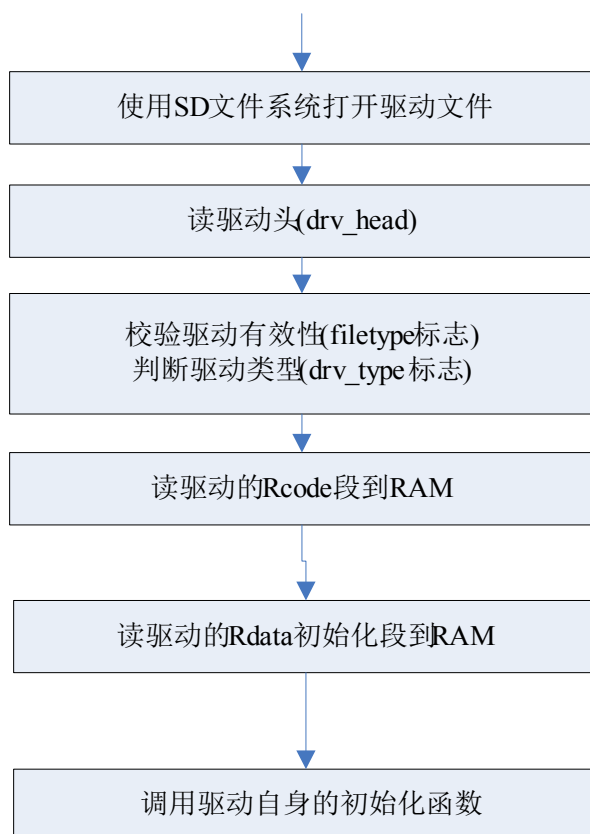 使用SD文件系统打开驱动文件
读驱动头(drv_head)
校验驱动有效性(filetype标志)
判断驱动类型(drv_type标志)
读驱动的Rcode段到RAM
读驱动的Rdata初始化段到RAM
调用驱动自身的初始化函数